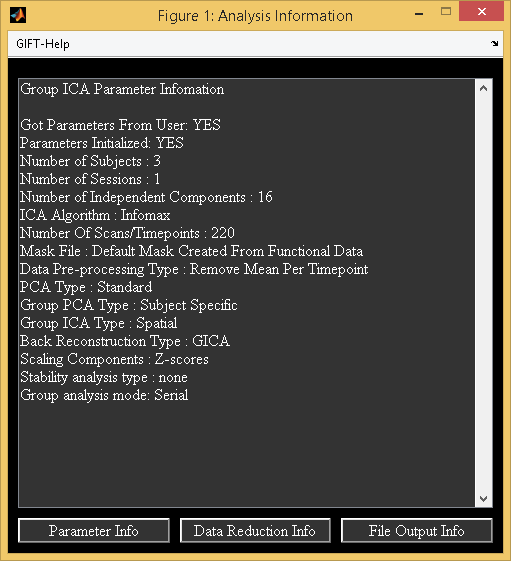 Figure 1: Analysis Information
GIFT-Help
Group ICA Parameter Infomation
Got Parameters From User: YES
Parameters Initialized: YES
Number of Subjects : 3
Number of Sessions : 1
Number of Independent Components : 16
ICA Algorithm : Infomax
Number Of Scans/Timepoints : 220
Mask File : Default Mask Created From Functional Data
Data Pre-processing Type : Remove Mean Per Timepoint
PCA Type : Standard
Group PCA Type : Subject Specific
Group ICA Type : Spatial
Back Reconstruction Type : GICA
Scaling Components : Z-scores
Stability analysis type : none
Group analysis mode: Serial
Parameter Info
Data Reduction Info
File Output Info